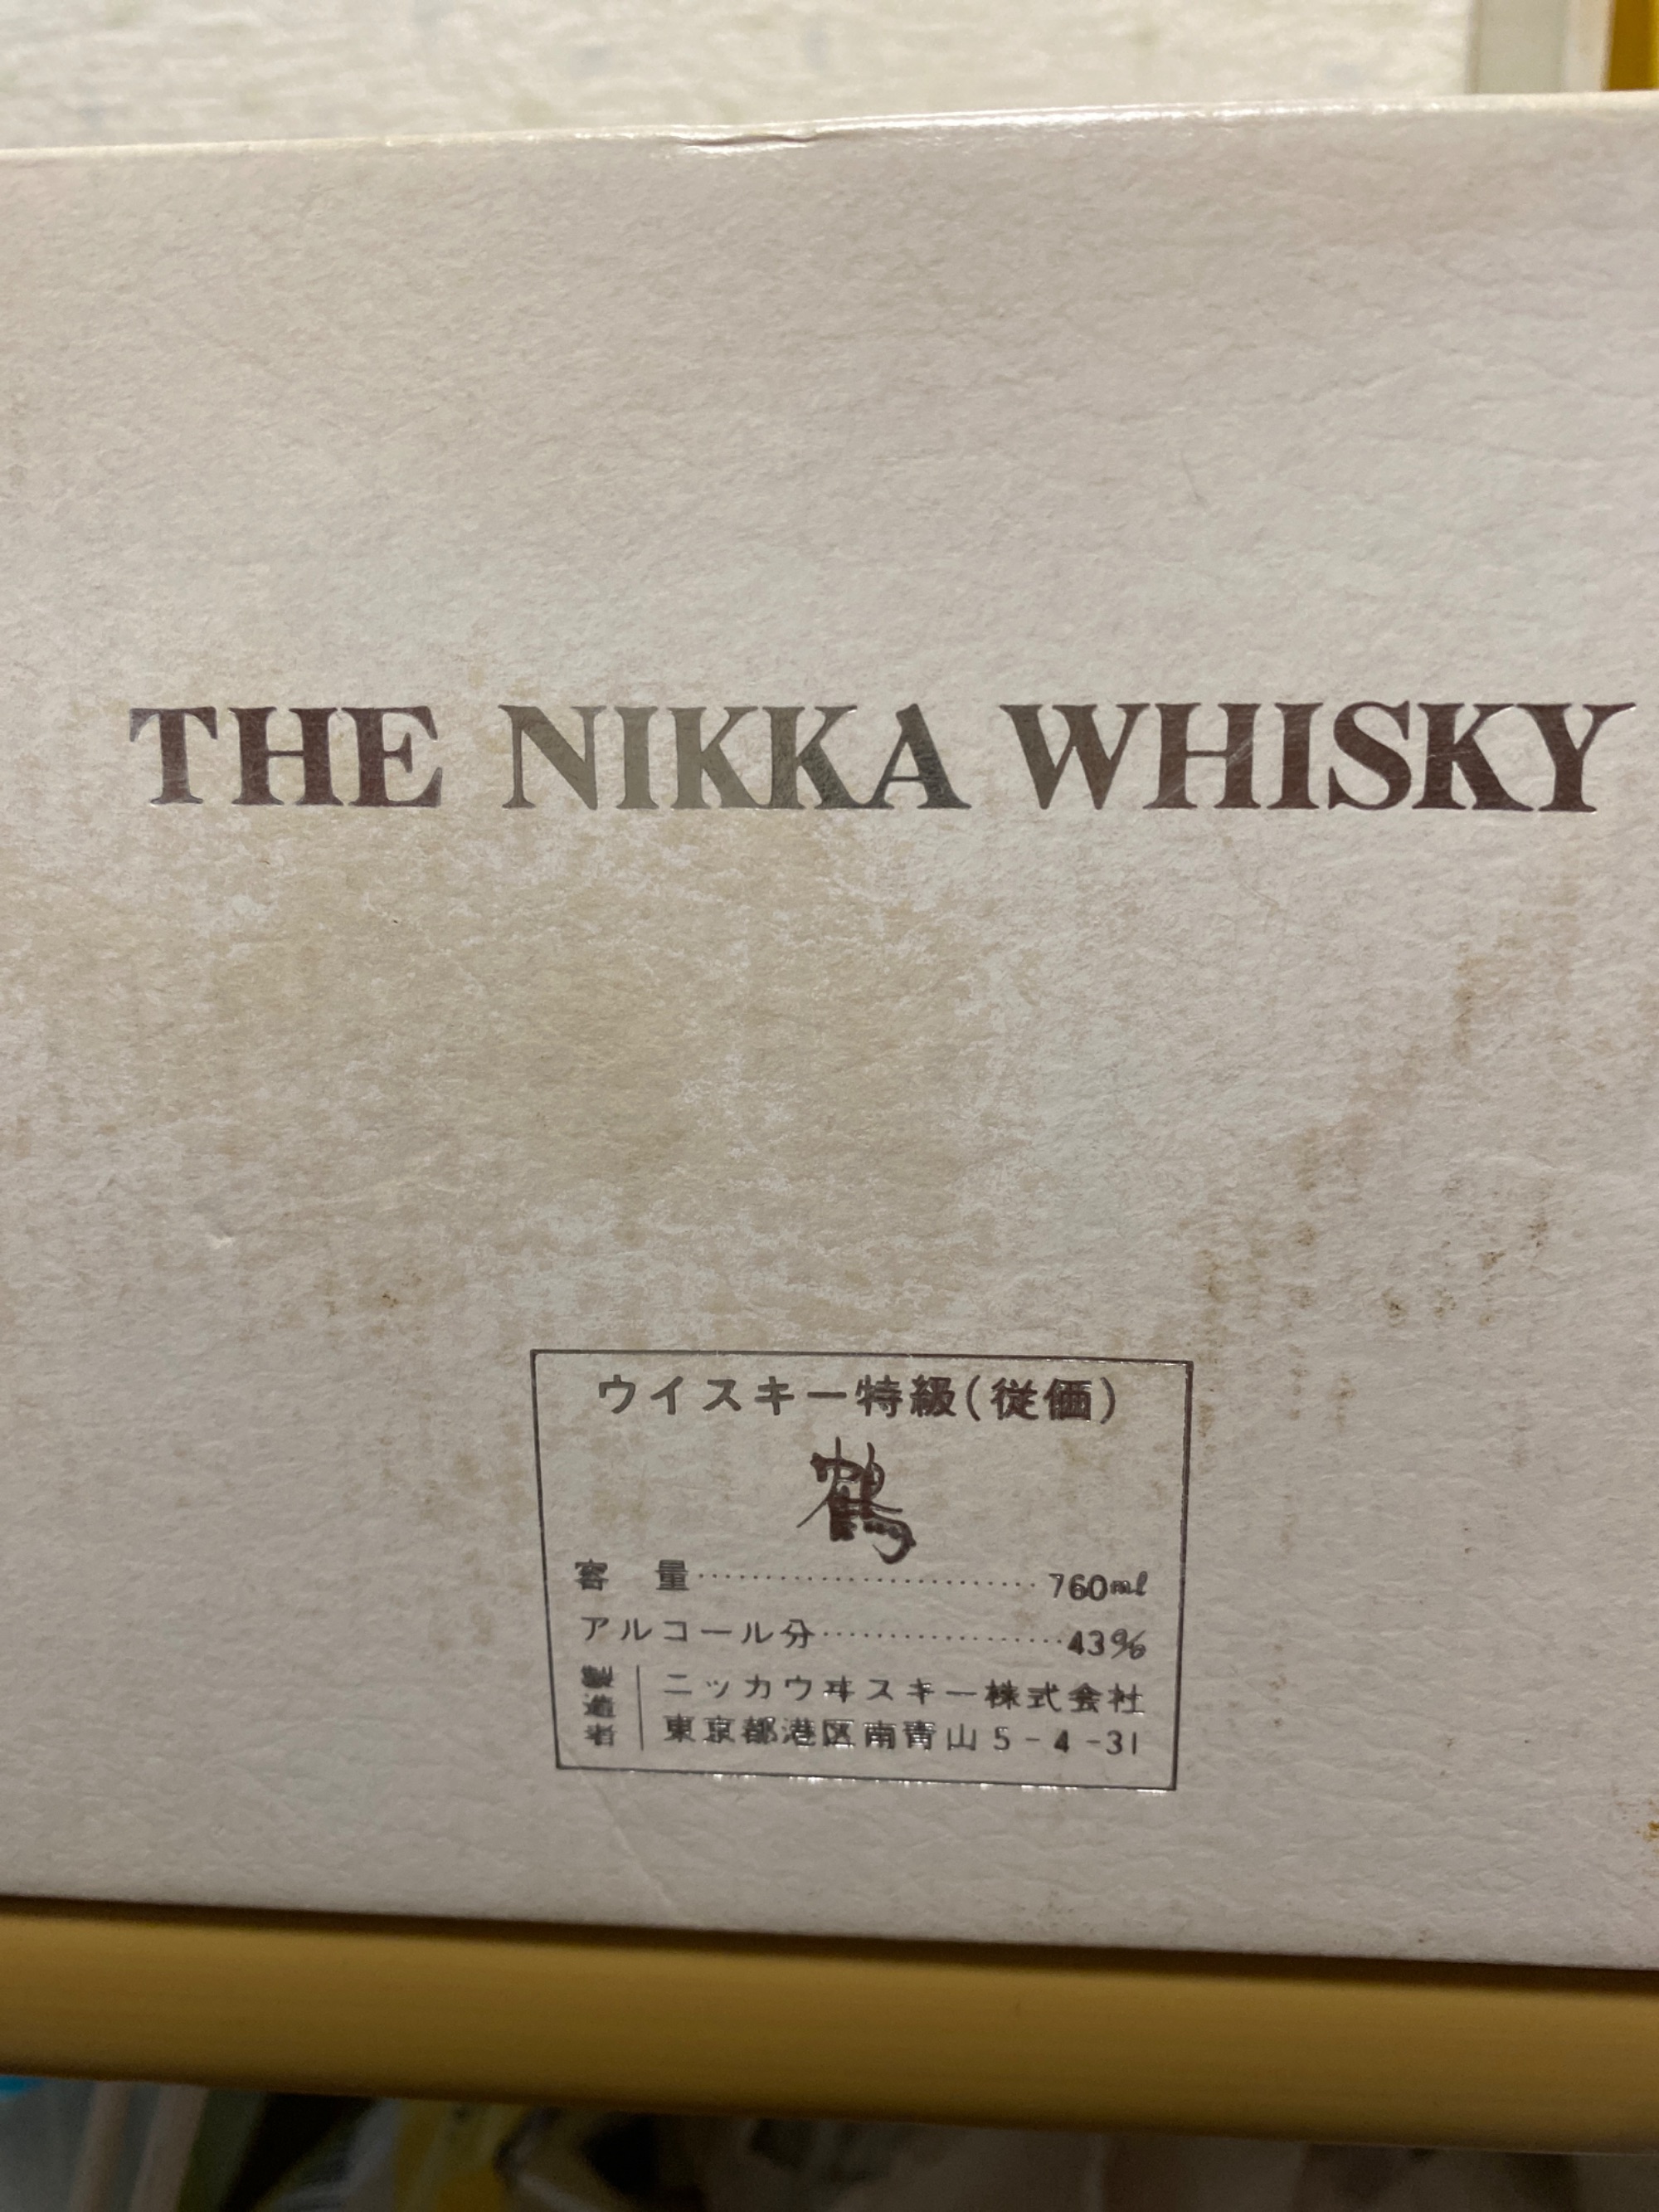 THE NIKKA WHISKY
ウイスキー特級(従価)
鶴
容 量························760ml
アルコール分·················43%
製造者
ニッカウヰスキー株式会社
東京都港区南青山5-4-31